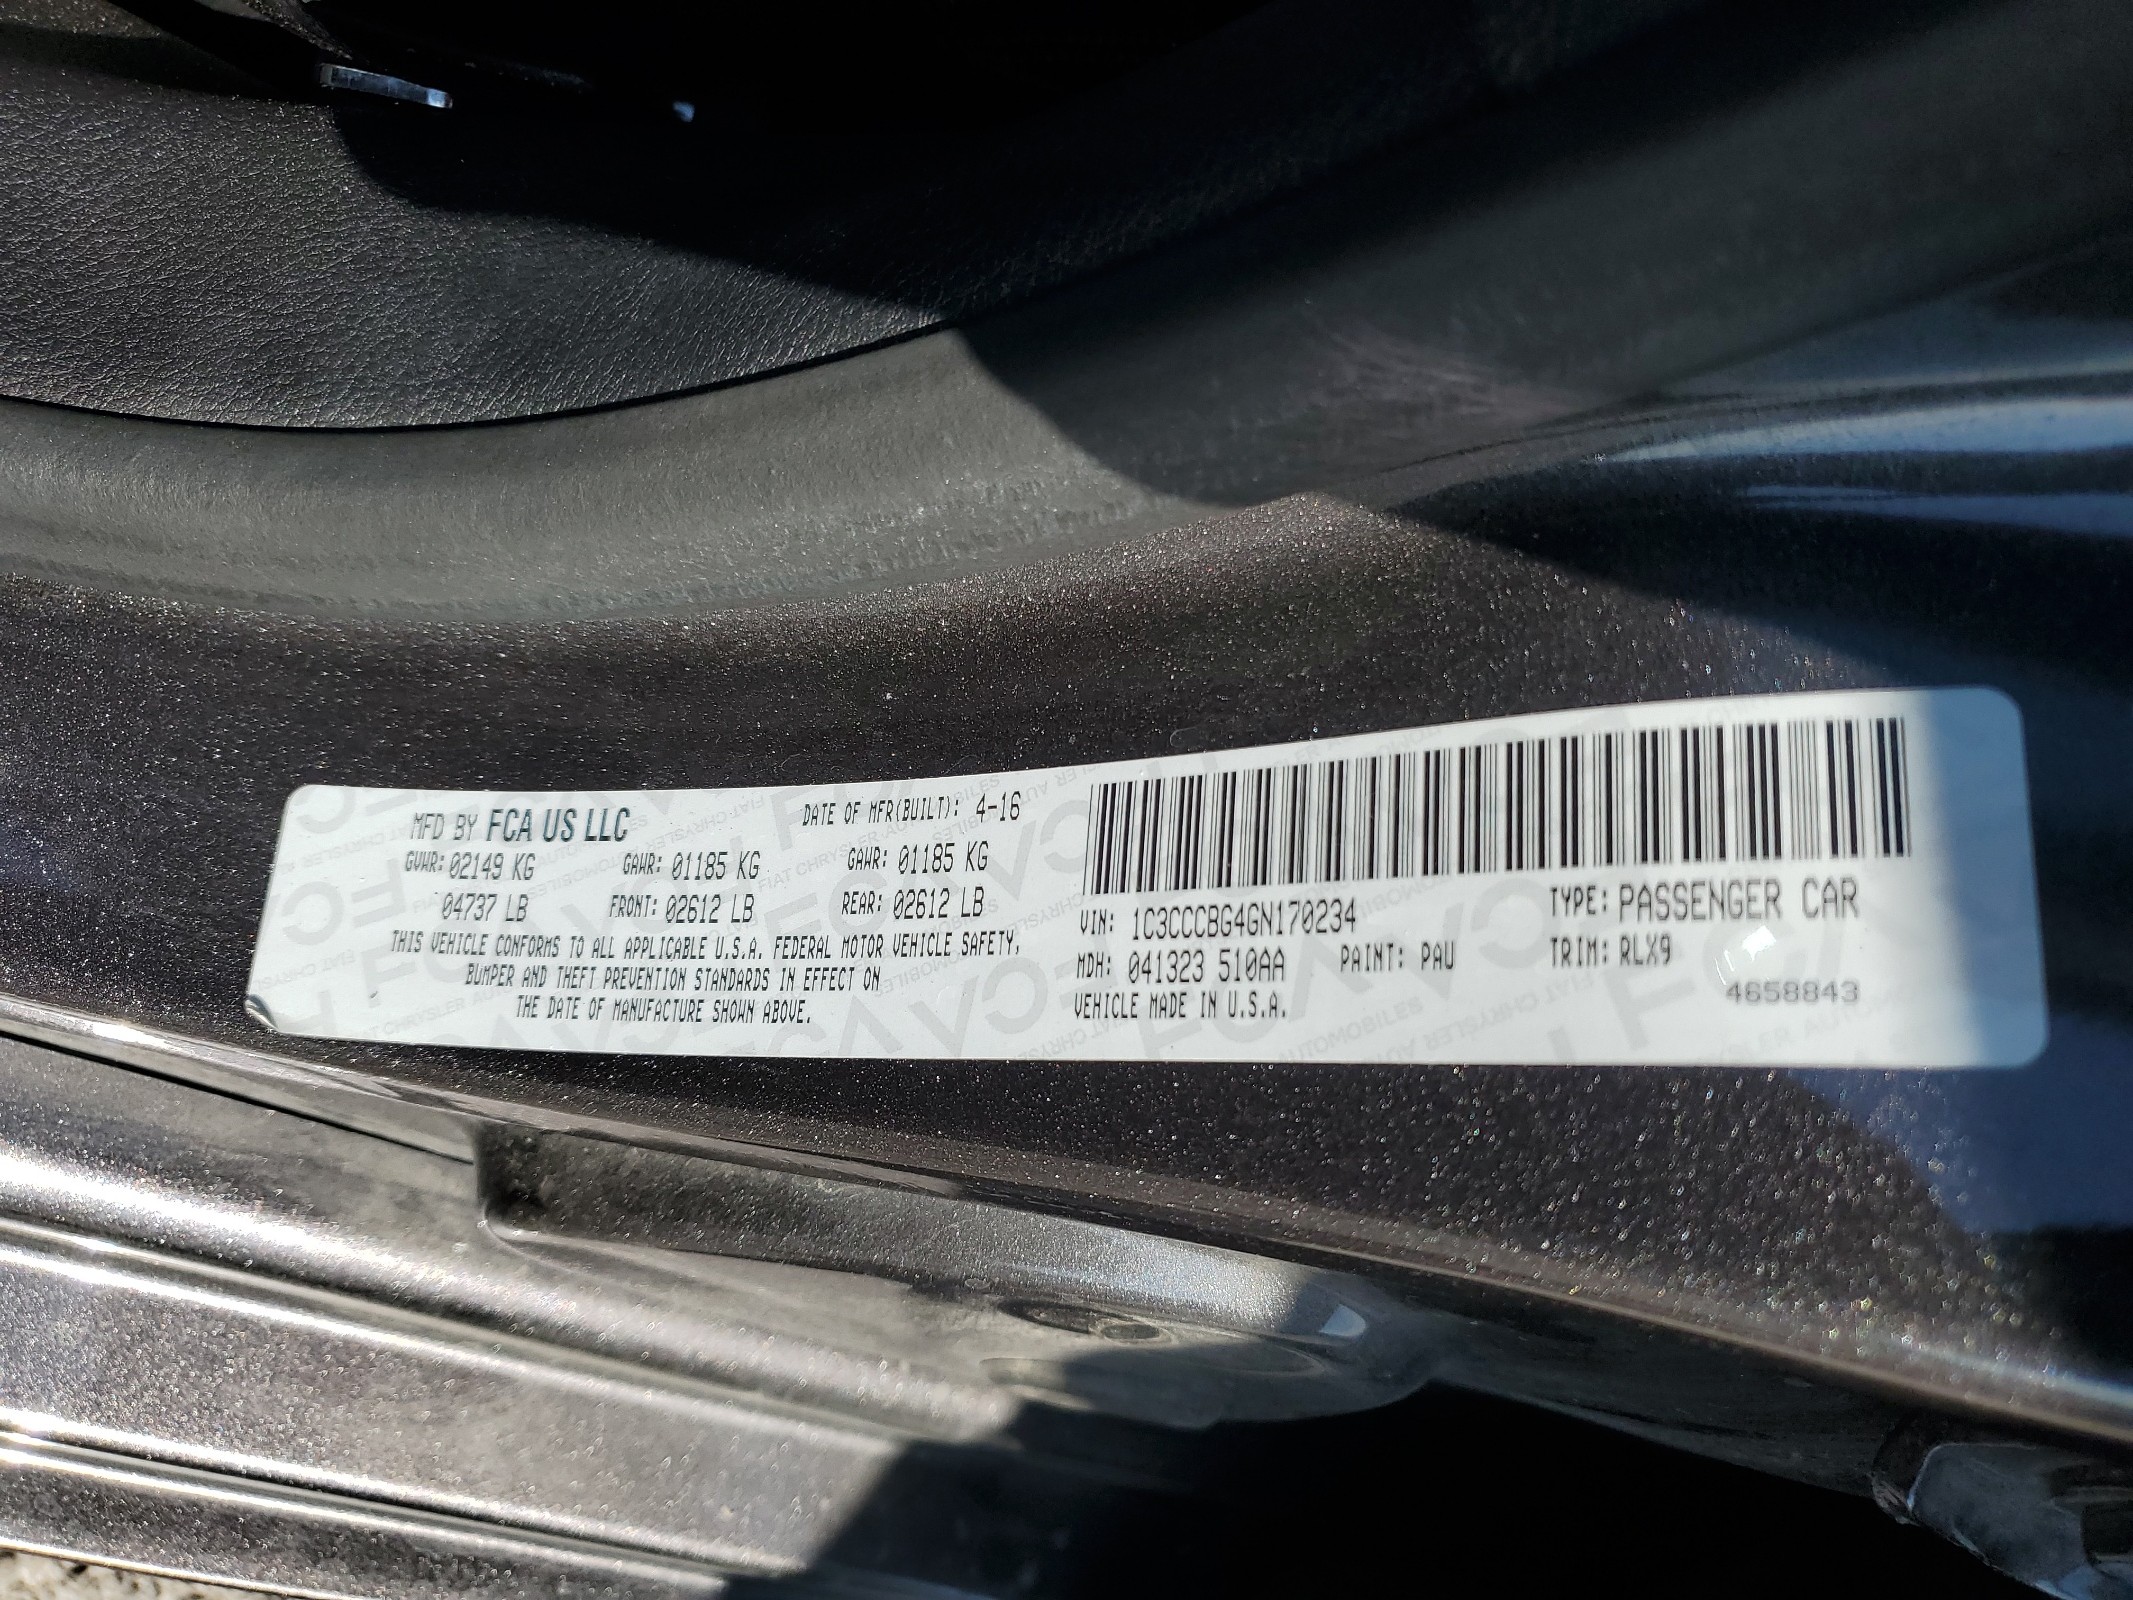 MFD BY FCA US LLC DATE OF MFR(BUILT): 4-16
GVWR: 02149 KG GAWR: 01185 KG GAWR: 01185 KG
04737 LB FRONT: 02612 LB REAR: 02612 LB
THIS VEHICLE CONFORMS TO ALL APPLICABLE U.S.A. FEDERAL MOTOR VEHICLE SAFETY,
BUMPER AND THEFT PREVENTION STANDARDS IN EFFECT ON
THE DATE OF MANUFACTURE SHOWN ABOVE.
VIN: 1C3CCCBG4GN170234 TYPE: PASSENGER CAR
MDH: 041323 510AA PAINT: PAU TRIM: RLX9
VEHICLE MADE IN U.S.A. 4658843